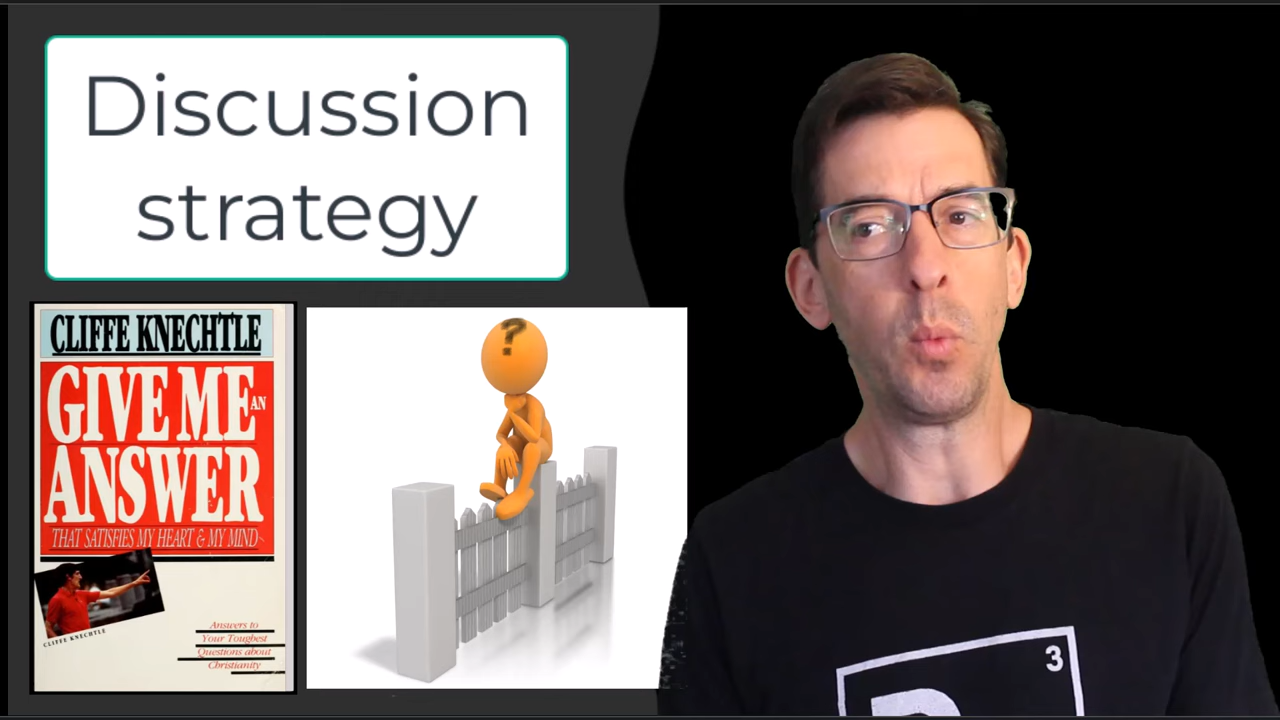 Discussion
strategy
CLIFFE KNECHTLE
GIVE ME AN
ANSWER
THAT SATISFIES MY HEART & MY MIND
CLIFFE KNECHTLE
Answers to
Your Toughest
Questions about
Christianity
?
3